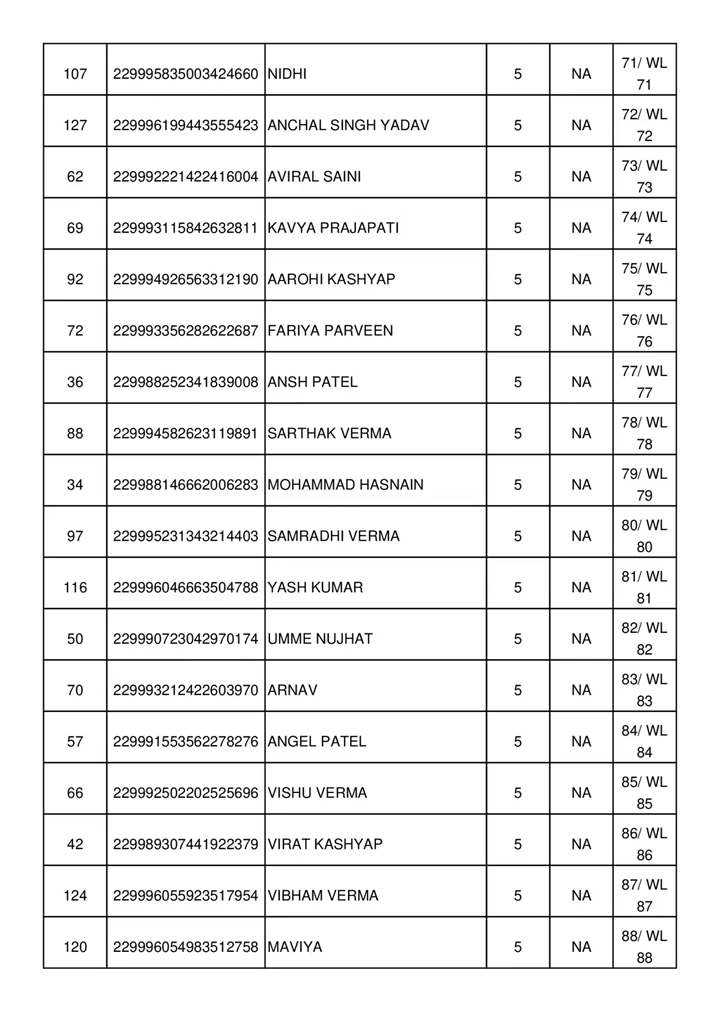 107 229995835003424660 NIDHI 5 NA 71/ WL 71
127 229996199443555423 ANCHAL SINGH YADAV 5 NA 72/ WL 72
62 229992221422416004 AVIRAL SAINI 5 NA 73/ WL 73
69 229993115842632811 KAVYA PRAJAPATI 5 NA 74/ WL 74
92 229994926563312190 AAROHI KASHYAP 5 NA 75/ WL 75
72 229993356282622687 FARIYA PARVEEN 5 NA 76/ WL 76
36 229988252341839008 ANSH PATEL 5 NA 77/ WL 77
88 229994582623119891 SARTHAK VERMA 5 NA 78/ WL 78
34 229988146662006283 MOHAMMAD HASNAIN 5 NA 79/ WL 79
97 229995231343214403 SAMRADHI VERMA 5 NA 80/ WL 80
116 229996046663504788 YASH KUMAR 5 NA 81/ WL 81
50 229990723042970174 UMME NUJHAT 5 NA 82/ WL 82
70 229993212422603970 ARNAV 5 NA 83/ WL 83
57 229991553562278276 ANGEL PATEL 5 NA 84/ WL 84
66 229992502202525696 VISHU VERMA 5 NA 85/ WL 85
42 229989307441922379 VIRAT KASHYAP 5 NA 86/ WL 86
124 229996055923517954 VIBHAM VERMA 5 NA 87/ WL 87
120 229996054983512758 MAVIYA 5 NA 88/ WL 88